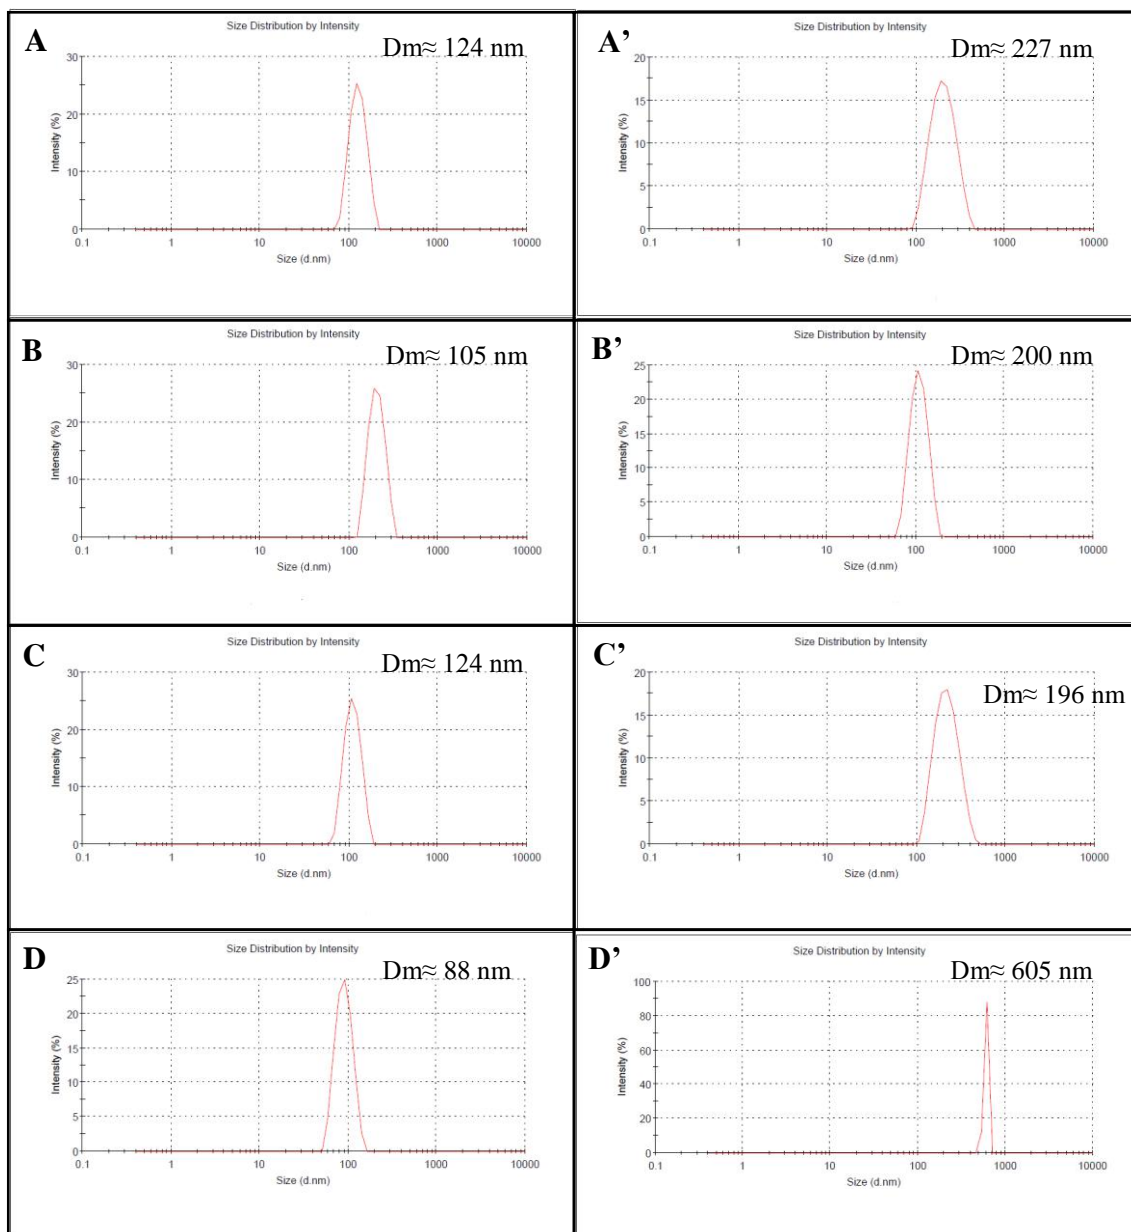 A
Size Distribution by Intensity
Dm≈ 124 nm
30
20
10
0
Intensity (%)
0.1 1 10 100 1000 10000
Size (d.nm)
A’
Size Distribution by Intensity
Dm≈ 227 nm
20
15
10
5
0
Intensity (%)
0.1 1 10 100 1000 10000
Size (d.nm)
B
Size Distribution by Intensity
Dm≈ 105 nm
30
20
10
0
Intensity (%)
0.1 1 10 100 1000 10000
Size (d.nm)
B’
Size Distribution by Intensity
Dm≈ 200 nm
25
20
15
10
5
0
Intensity (%)
0.1 1 10 100 1000 10000
Size (d.nm)
C
Size Distribution by Intensity
Dm≈ 124 nm
30
20
10
0
Intensity (%)
0.1 1 10 100 1000 10000
Size (d.nm)
C’
Size Distribution by Intensity
Dm≈ 196 nm
20
15
10
5
0
Intensity (%)
0.1 1 10 100 1000 10000
Size (d.nm)
D
Size Distribution by Intensity
Dm≈ 88 nm
25
20
15
10
5
0
Intensity (%)
0.1 1 10 100 1000 10000
Size (d.nm)
D’
Size Distribution by Intensity
Dm≈ 605 nm
100
80
60
40
20
0
Intensity (%)
0.1 1 10 100 1000 10000
Size (d.nm)